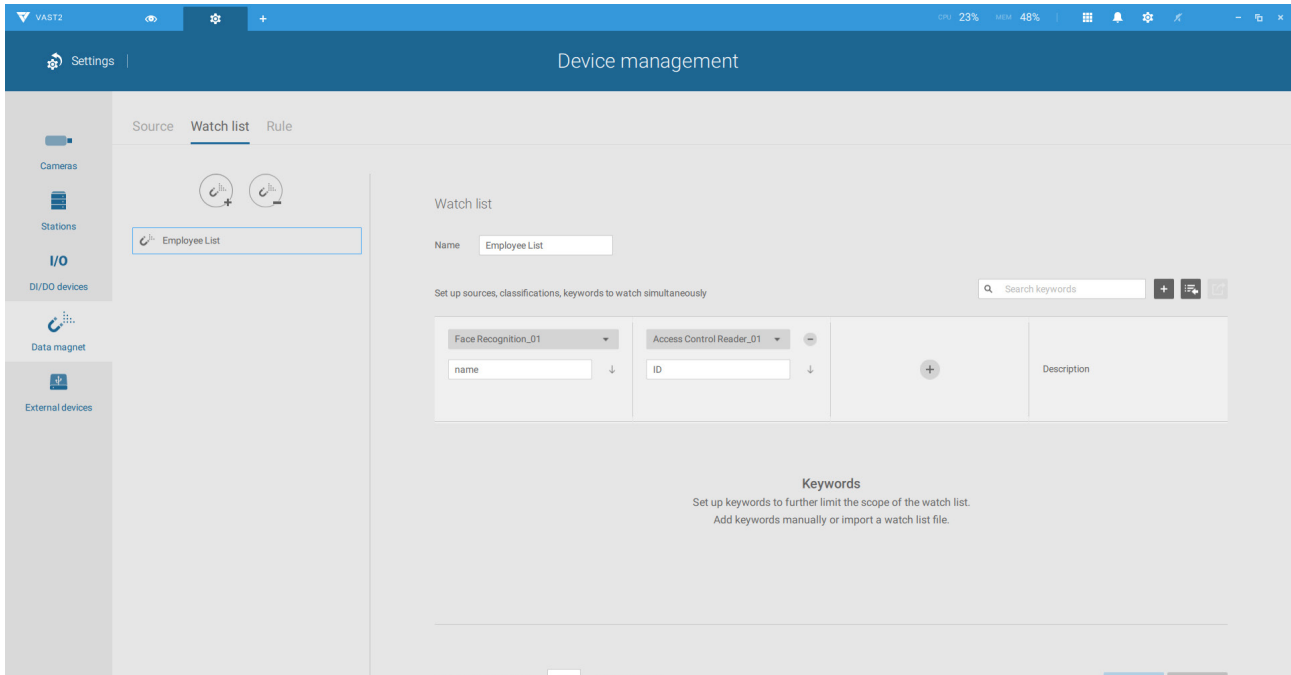 VAST2
+
CPU 23% MEM 48%
Settings
Device management
Source Watch list Rule
Cameras
Stations
I/O
DI/DO devices
Data magnet
External devices
Employee List
Watch list
Name Employee List
Set up sources, classifications, keywords to watch simultaneously
Search keywords
Face Recognition_01
Access Control Reader_01
name
ID
Description
Keywords
Set up keywords to further limit the scope of the watch list.
Add keywords manually or import a watch list file.